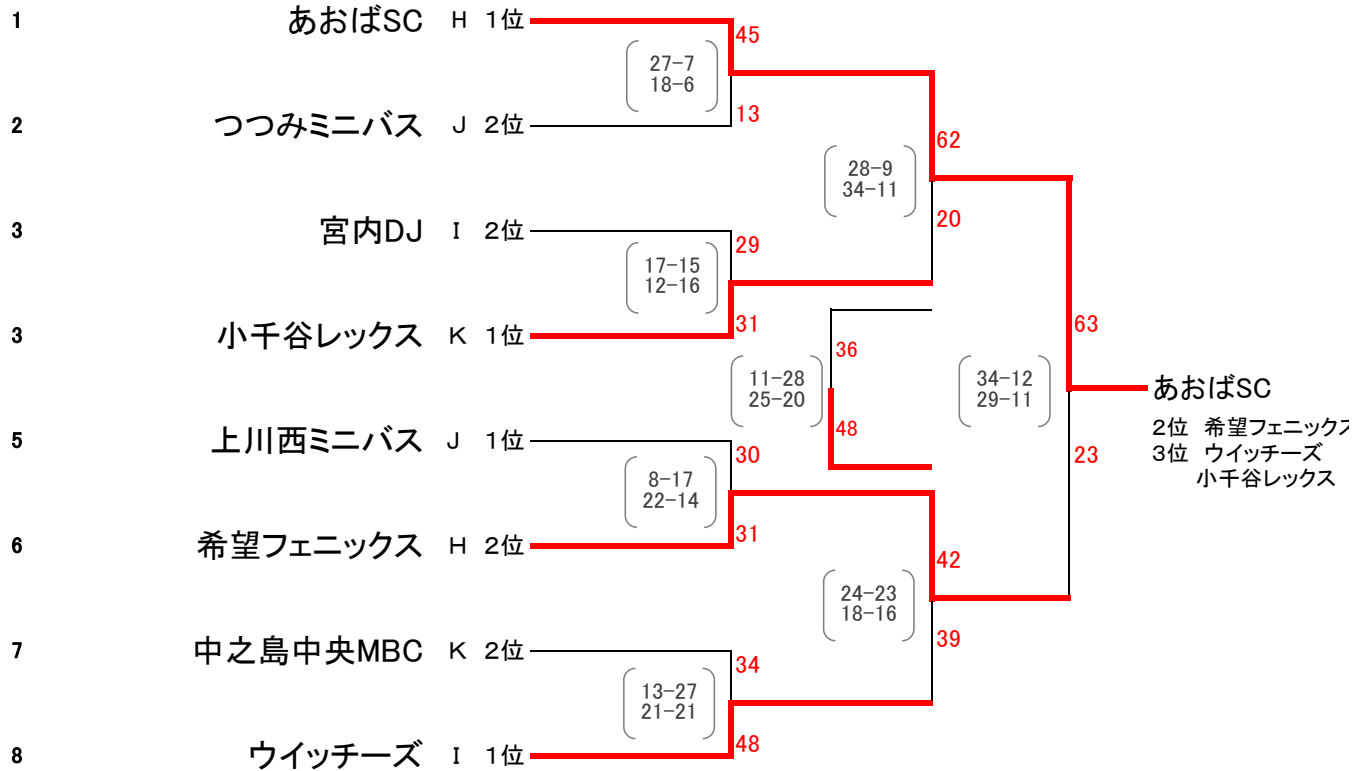 1 あおばSC H 1位
45
27-7
18-6
13
2 つつみミニバス J 2位
62
28-9
34-11
20
3 宮内DJ I 2位
29
17-15
12-16
31
3 小千谷レックス K 1位
36
11-28
25-20
48
63
34-12
29-11
23
あおばSC
2位 希望フェニックス
3位 ウイッチーズ
小千谷レックス
5 上川西ミニバス J 1位
30
8-17
22-14
31
6 希望フェニックス H 2位
42
24-23
18-16
39
7 中之島中央MBC K 2位
34
13-27
21-21
48
8 ウイッチーズ I 1位